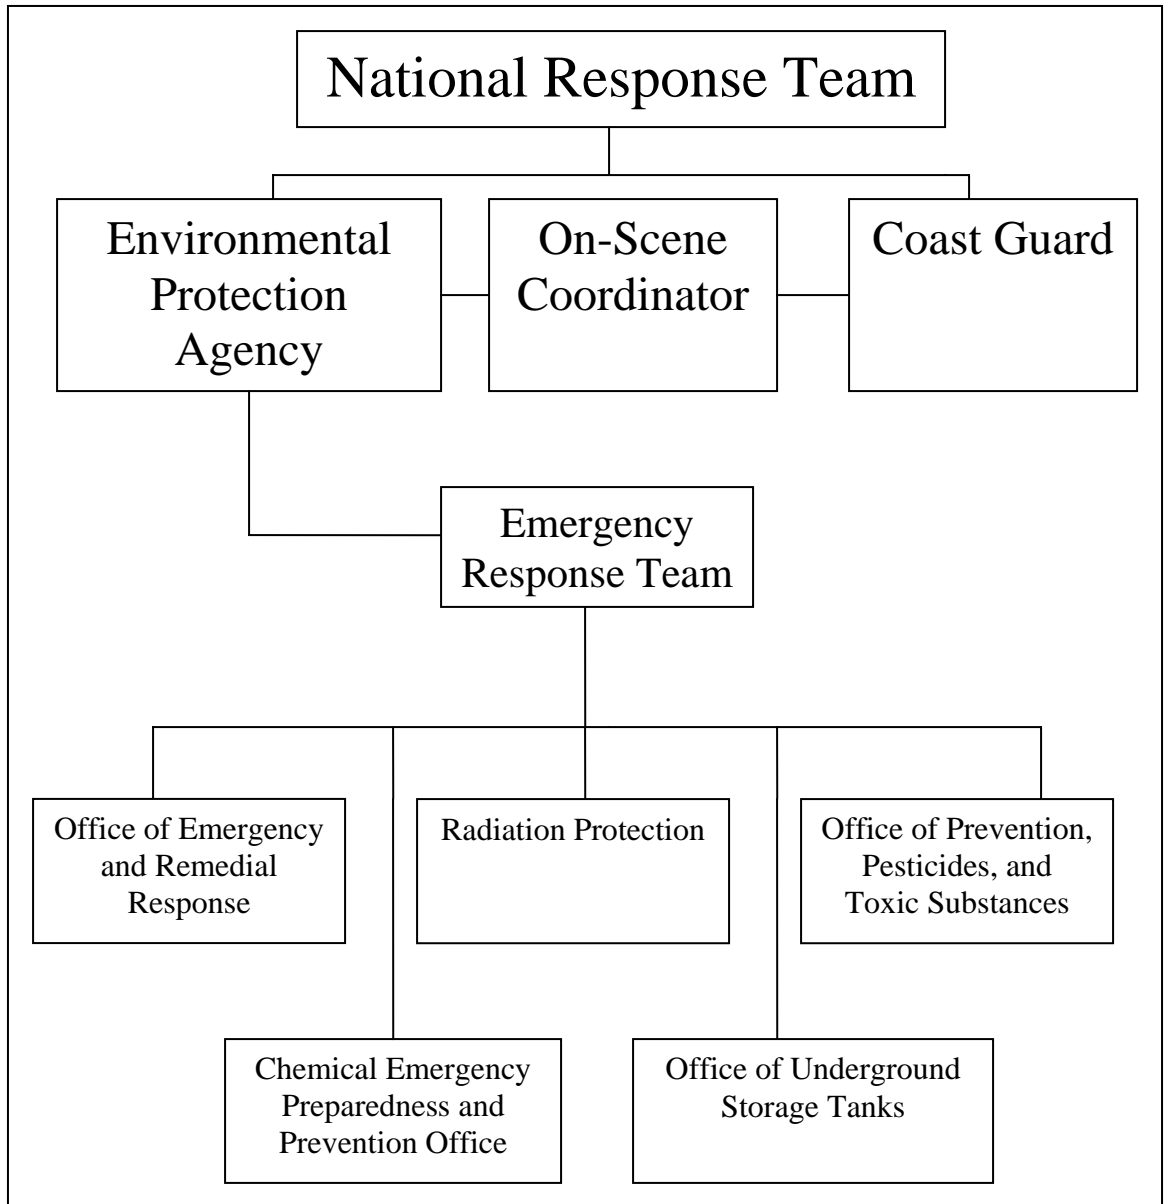 National Response Team
Environmental
Protection
Agency
On-Scene
Coordinator
Coast Guard
Emergency
Response Team
Office of Emergency
and Remedial
Response
Radiation Protection
Office of Prevention,
Pesticides, and
Toxic Substances
Chemical Emergency
Preparedness and
Prevention Office
Office of Underground
Storage Tanks